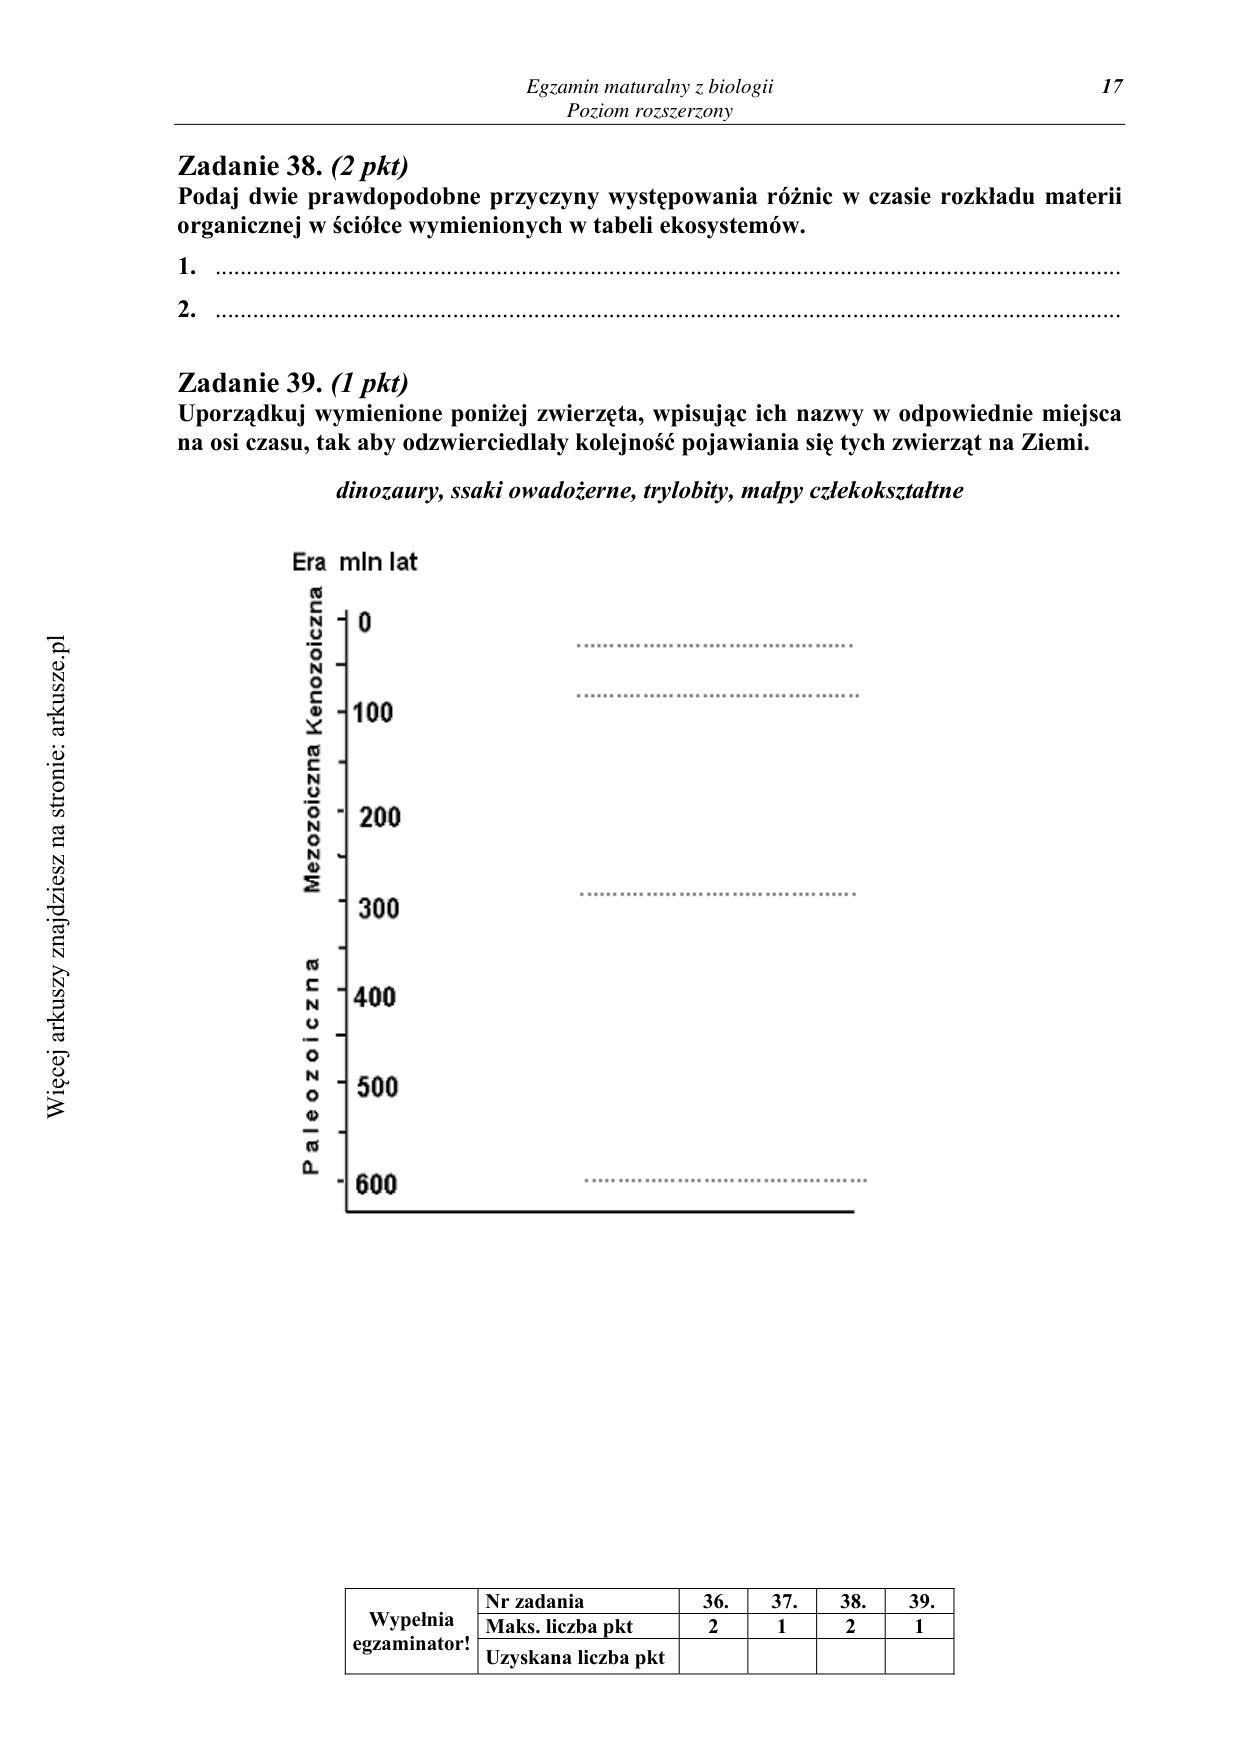 Egzamin maturalny z biologii
Poziom rozszerzony
17
Zadanie 38. (2 pkt)
Podaj dwie prawdopodobne przyczyny występowania różnic w czasie rozkładu materii
organicznej w ściółce wymienionych w tabeli ekosystemów.
1. ................................................................................
2. ................................................................................
Zadanie 39. (1 pkt)
Uporządkuj wymienione poniżej zwierzęta, wpisując ich nazwy w odpowiednie miejsca
na osi czasu, tak aby odzwierciedlały kolejność pojawiania się tych zwierząt na Ziemi.
dinozaury, ssaki owadożerne, trylobity, małpy człekokształtne
Era mln lat
Kenozoiczna
Mezozoiczna
Paleozoiczna
0
100
200
300
400
500
600
Więcej arkuszy znajdziesz na stronie: arkusze.pl
Wypełnia
egzaminator!
Nr zadania 36. 37. 38. 39.
Maks. liczba pkt 2 1 2 1
Uzyskana liczba pkt